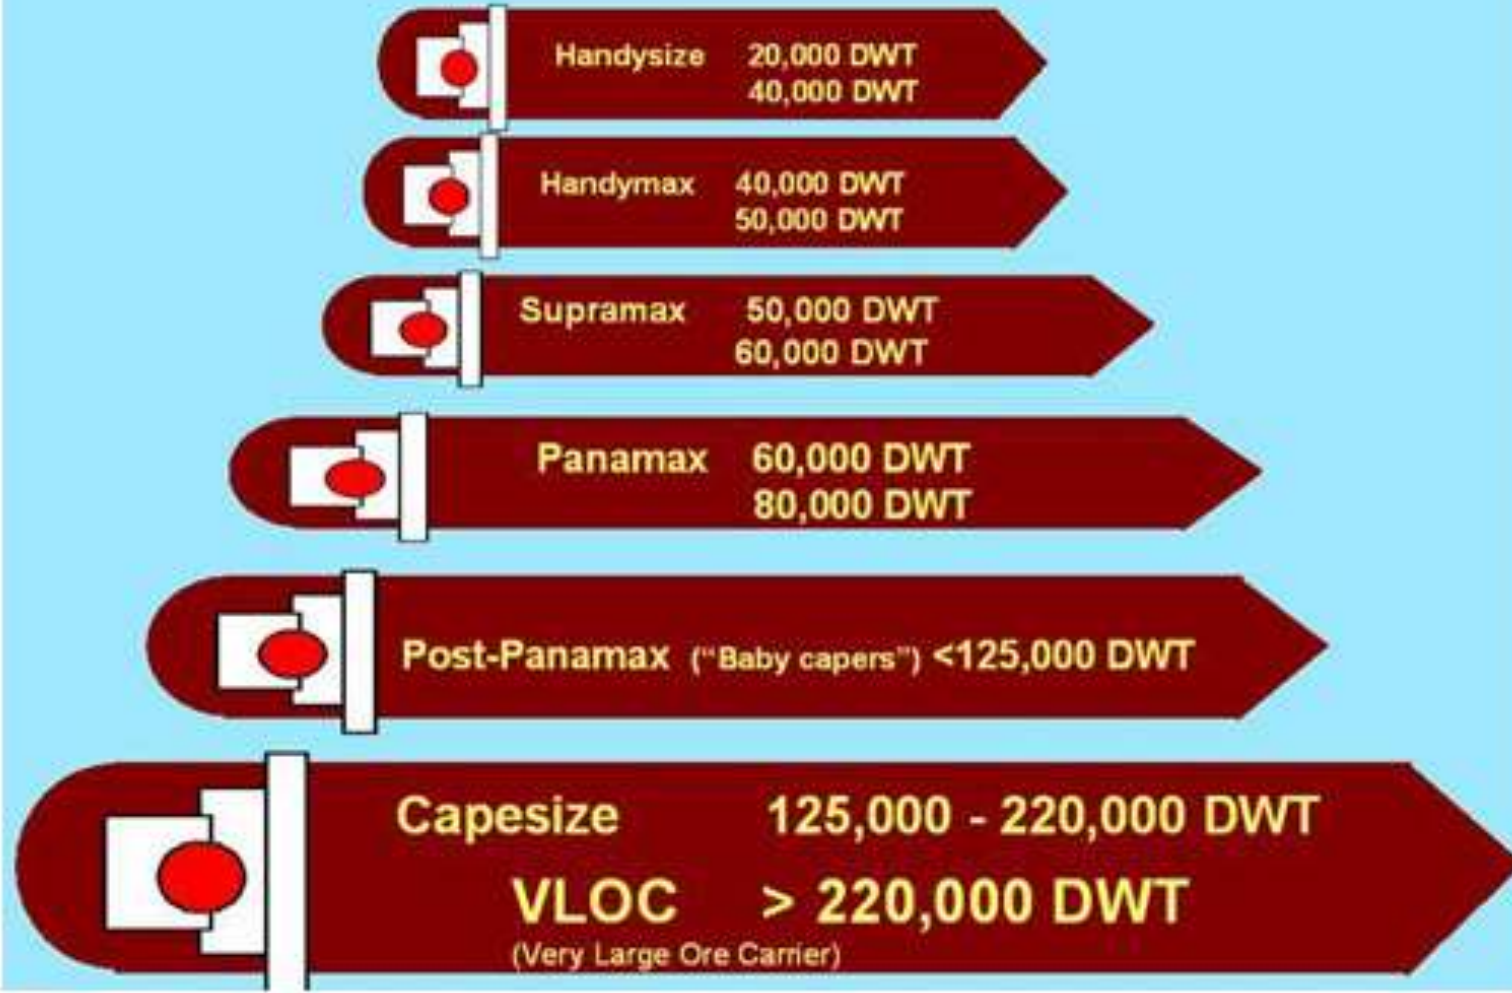 Handysize 20,000 DWT
40,000 DWT
Handymax 40,000 DWT
50,000 DWT
Supramax 50,000 DWT
60,000 DWT
Panamax 60,000 DWT
80,000 DWT
Post-Panamax (“Baby capers”) <125,000 DWT
Capesize 125,000 - 220,000 DWT
VLOC > 220,000 DWT
(Very Large Ore Carrier)